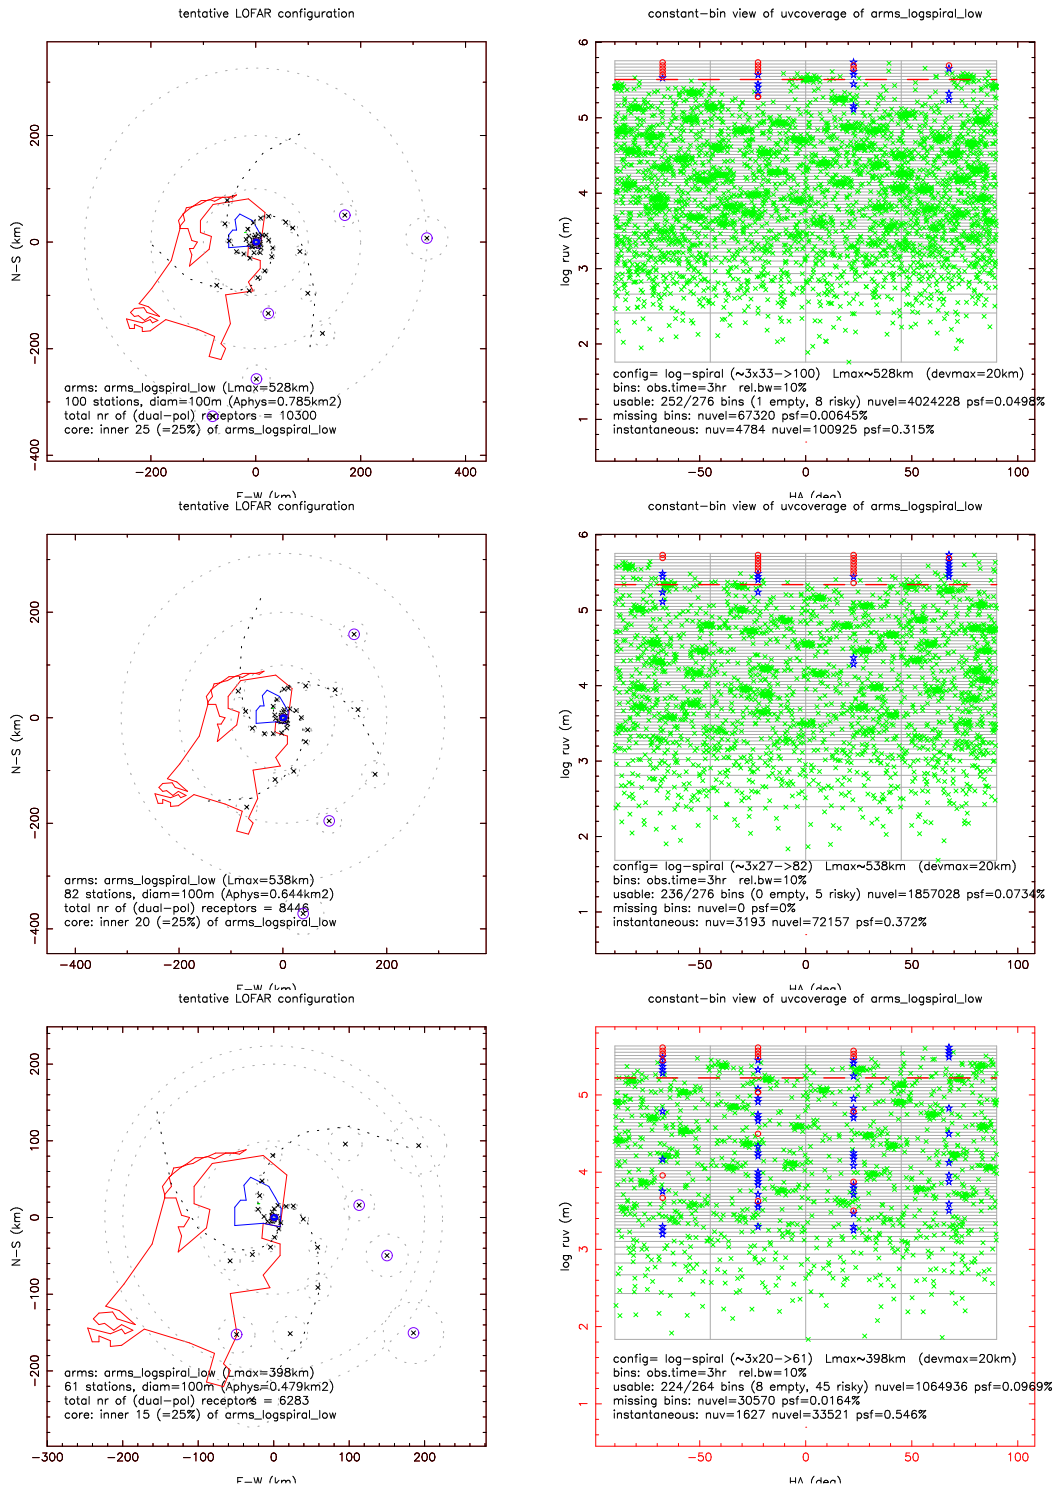 tentative LOFAR configuration
constant-bin view of uvcoverage of arms_logspiral_low
N-S (km)
200
0
-200
-400
arms: arms_logspiral_low (Lmax=528km)
100 stations, diam=100m (Aphys=0.785km2)
total nr of (dual-pol) receptors = 10300
core: inner 25 (=25%) of arms_logspiral_low
-400 -200 0 200 400
E-W (km)
log ruv (m)
6
5
4
3
2
1
config= log-spiral (~3x33->100) Lmax~528km (devmax=20km)
bins: obs.time=3hr rel.bw=10%
usable: 252/276 bins (1 empty, 8 risky) nuvel=4024228 psf=0.0498%
missing bins: nuvel=67320 psf=0.00645%
instantaneous: nuv=4784 nuvel=100925 psf=0.315%
-50 0 50 100
HA (deg)
tentative LOFAR configuration
constant-bin view of uvcoverage of arms_logspiral_low
N-S (km)
200
0
-200
-400
arms: arms_logspiral_low (Lmax=538km)
82 stations, diam=100m (Aphys=0.644km2)
total nr of (dual-pol) receptors = 8446
core: inner 20 (=25%) of arms_logspiral_low
-400 -200 0 200
E-W (km)
log ruv (m)
6
5
4
3
2
1
config= log-spiral (~3x27->82) Lmax~538km (devmax=20km)
bins: obs.time=3hr rel.bw=10%
usable: 236/276 bins (0 empty, 5 risky) nuvel=1857028 psf=0.0734%
missing bins: nuvel=0 psf=0%
instantaneous: nuv=3193 nuvel=72157 psf=0.372%
-50 0 50 100
HA (deg)
tentative LOFAR configuration
constant-bin view of uvcoverage of arms_logspiral_low
N-S (km)
200
100
0
-100
-200
arms: arms_logspiral_low (Lmax=398km)
61 stations, diam=100m (Aphys=0.479km2)
total nr of (dual-pol) receptors = 6283
core: inner 15 (=25%) of arms_logspiral_low
-300 -200 -100 0 100 200
E-W (km)
log ruv (m)
5
4
3
2
1
config= log-spiral (~3x20->61) Lmax~398km (devmax=20km)
bins: obs.time=3hr rel.bw=10%
usable: 224/264 bins (8 empty, 45 risky) nuvel=1064936 psf=0.0969%
missing bins: nuvel=30570 psf=0.0164%
instantaneous: nuv=1627 nuvel=33521 psf=0.546%
-50 0 50 100
HA (deg)